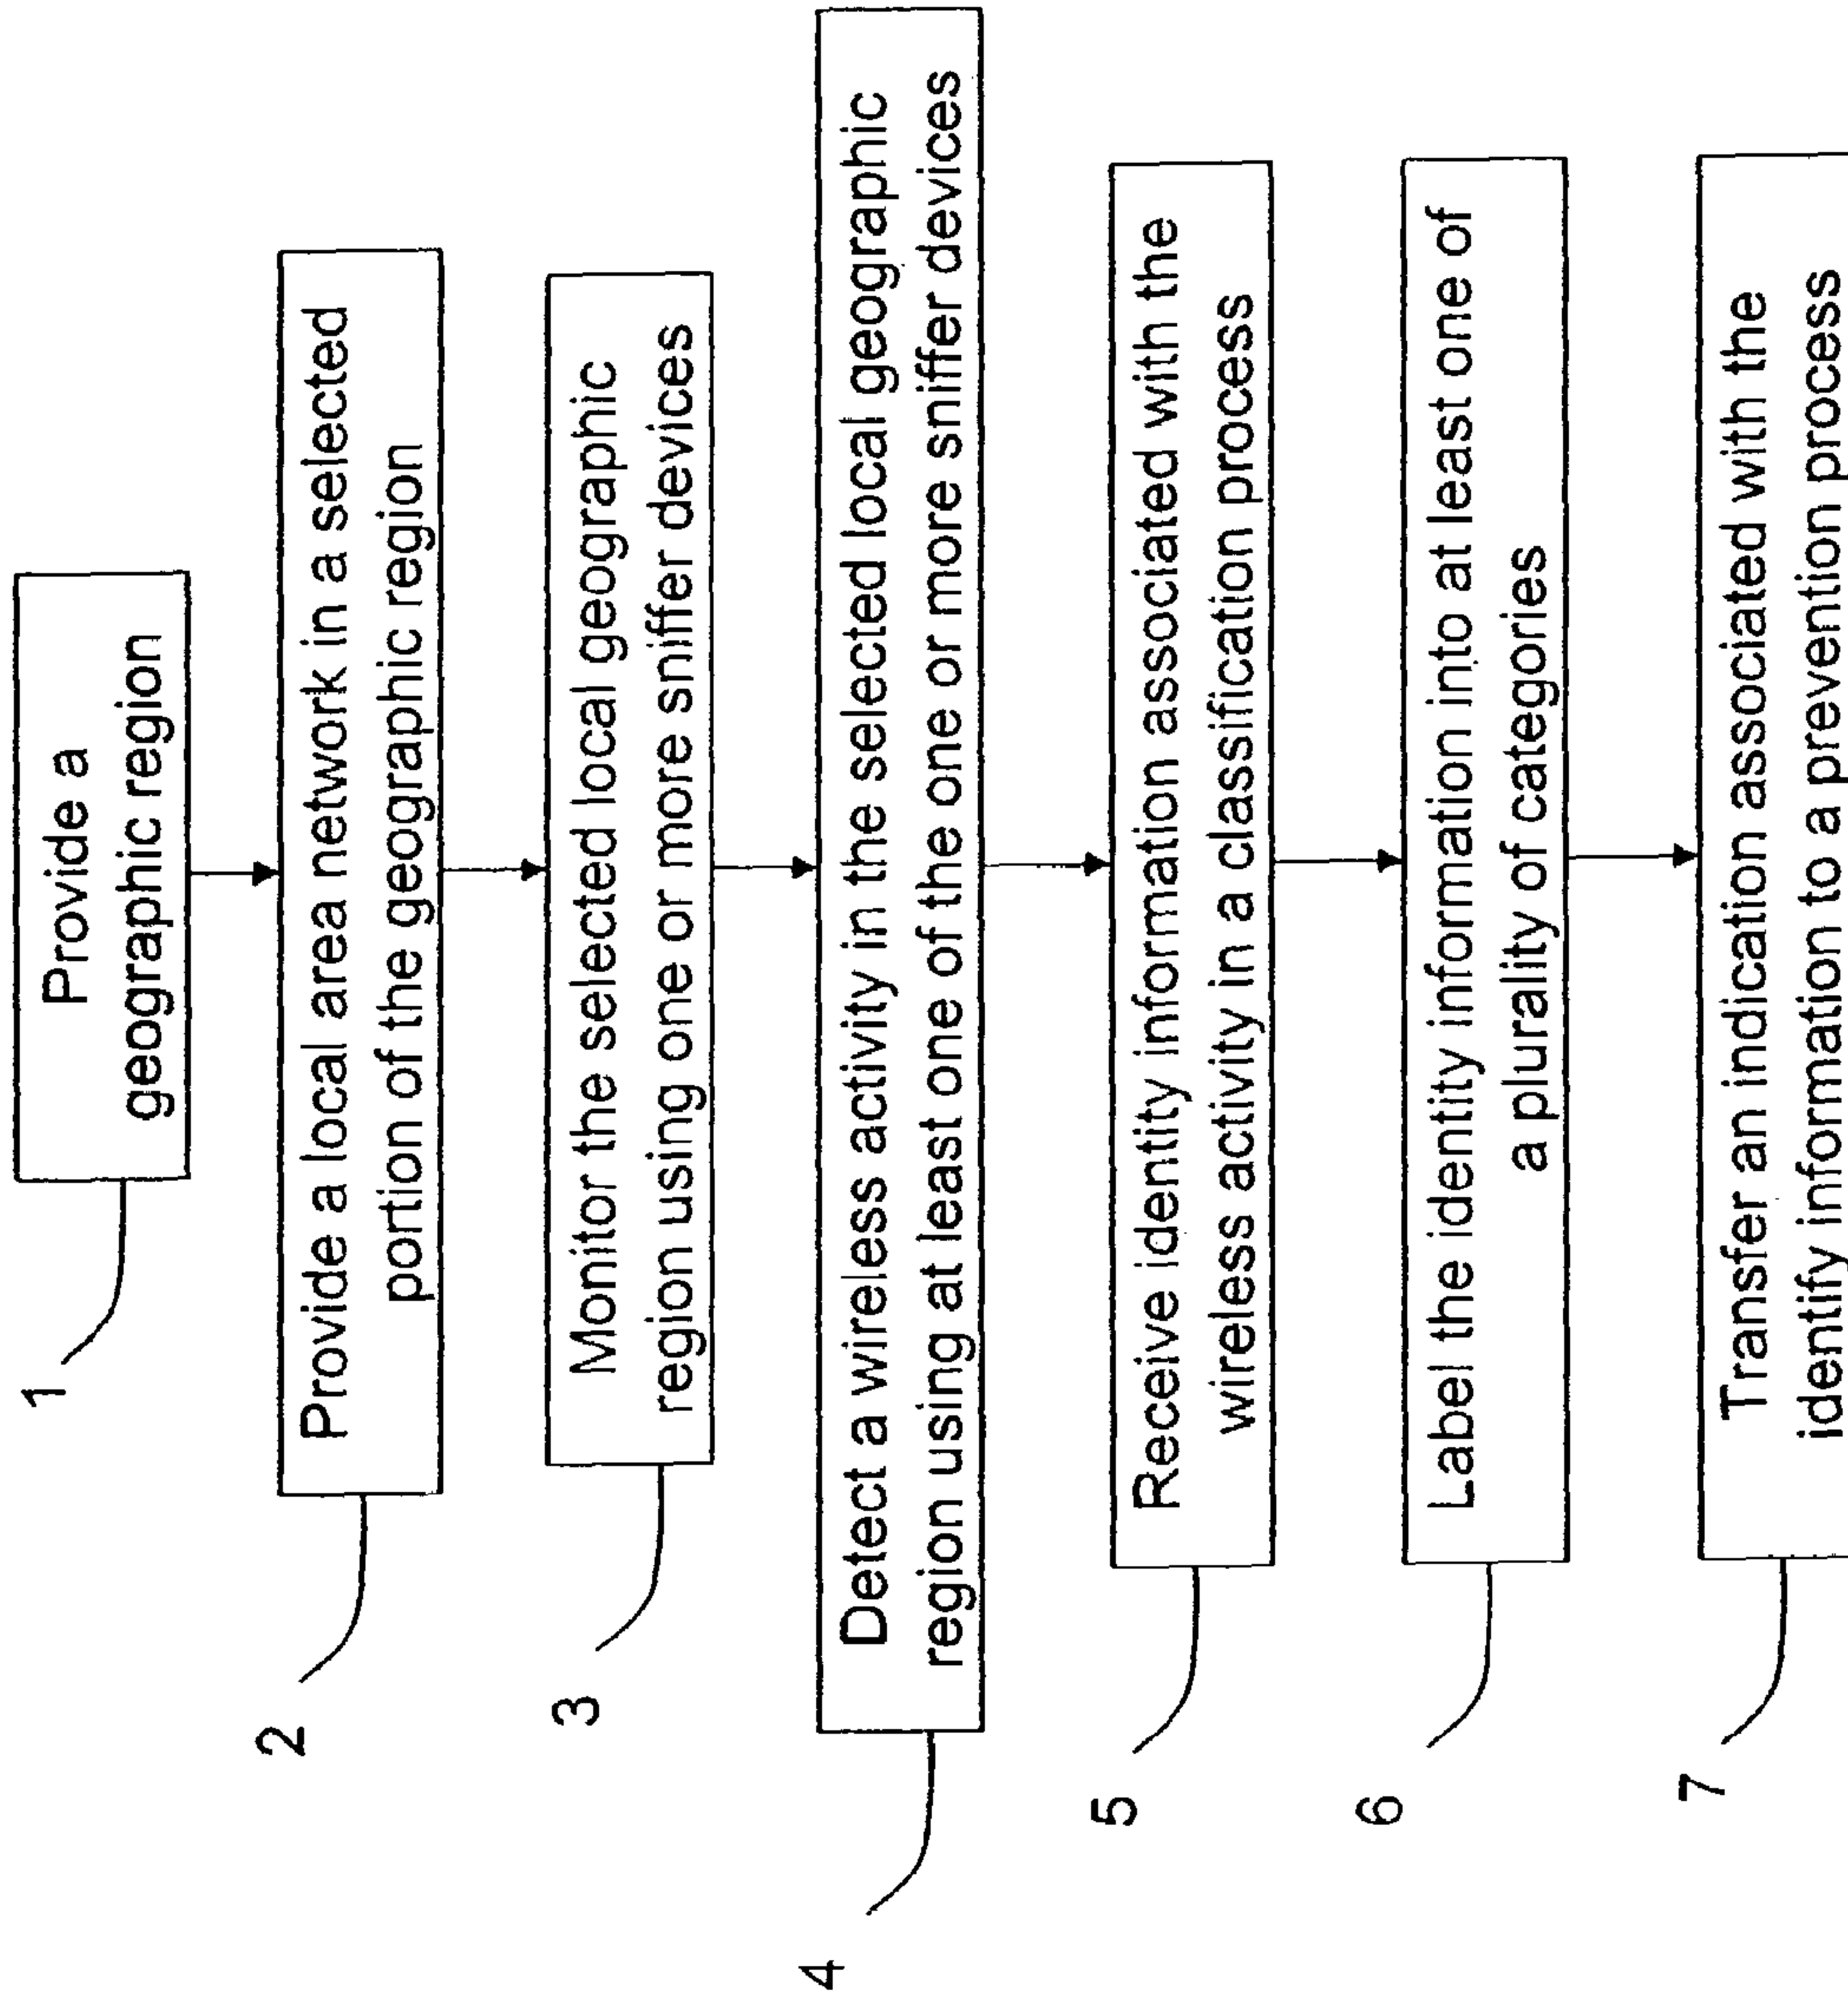 1
Provide a
geographic region
2
Provide a local area network in a selected
portion of the geographic region
3
Monitor the selected local geographic
region using one or more sniffer devices
4
Detect a wireless activity in the selected local geographic
region using at least one of the one or more sniffer devices
5
Receive identity information associated with the
wireless activity in a classification process
6
Label the identity information into at least one of
a plurality of categories
7
Transfer an indication associated with the
identify information to a prevention process